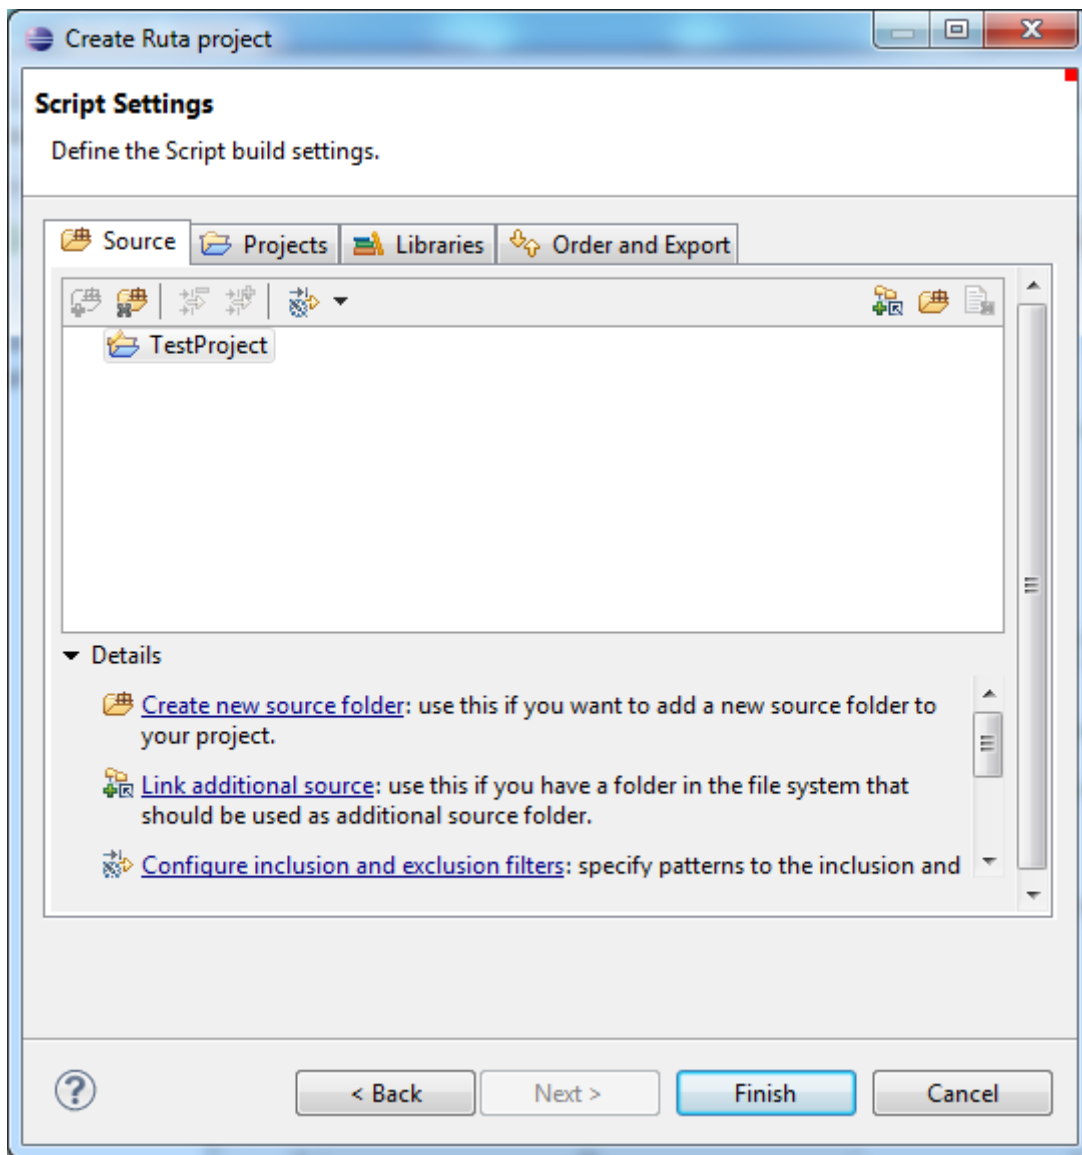 Create Ruta project
Script Settings
Define the Script build settings.
Source Projects Libraries Order and Export
TestProject
Details
Create new source folder: use this if you want to add a new source folder to
your project.
Link additional source: use this if you have a folder in the file system that
should be used as additional source folder.
Configure inclusion and exclusion filters: specify patterns to the inclusion and
< Back Next > Finish Cancel